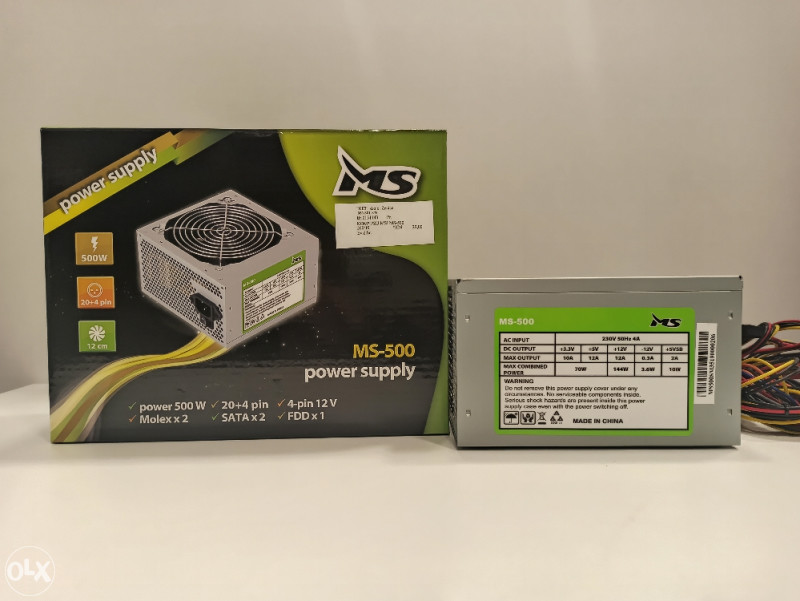 power supply
MS
500W
20+4 pin
12 cm
MS-500
power supply
✓ power 500 W ✓ 20+4 pin ✓ 4-pin 12 V
✓ Molex x 2 ✓ SATA x 2 ✓ FDD x 1
MS-500 MS
AC INPUT 230V 50Hz 4A
DC OUTPUT +3.3V +5V +12V -12V +5VSB
MAX OUTPUT 10A 12A 12A 0.3A 2A
MAX COMBINED POWER 70W 144W 3.6W 10W
WARNING
Do not remove this power supply cover under any
circumstances. No serviceable components inside.
Serious shock hazards are present inside this power
supply case even with the power switching off.
MADE IN CHINA
OLX